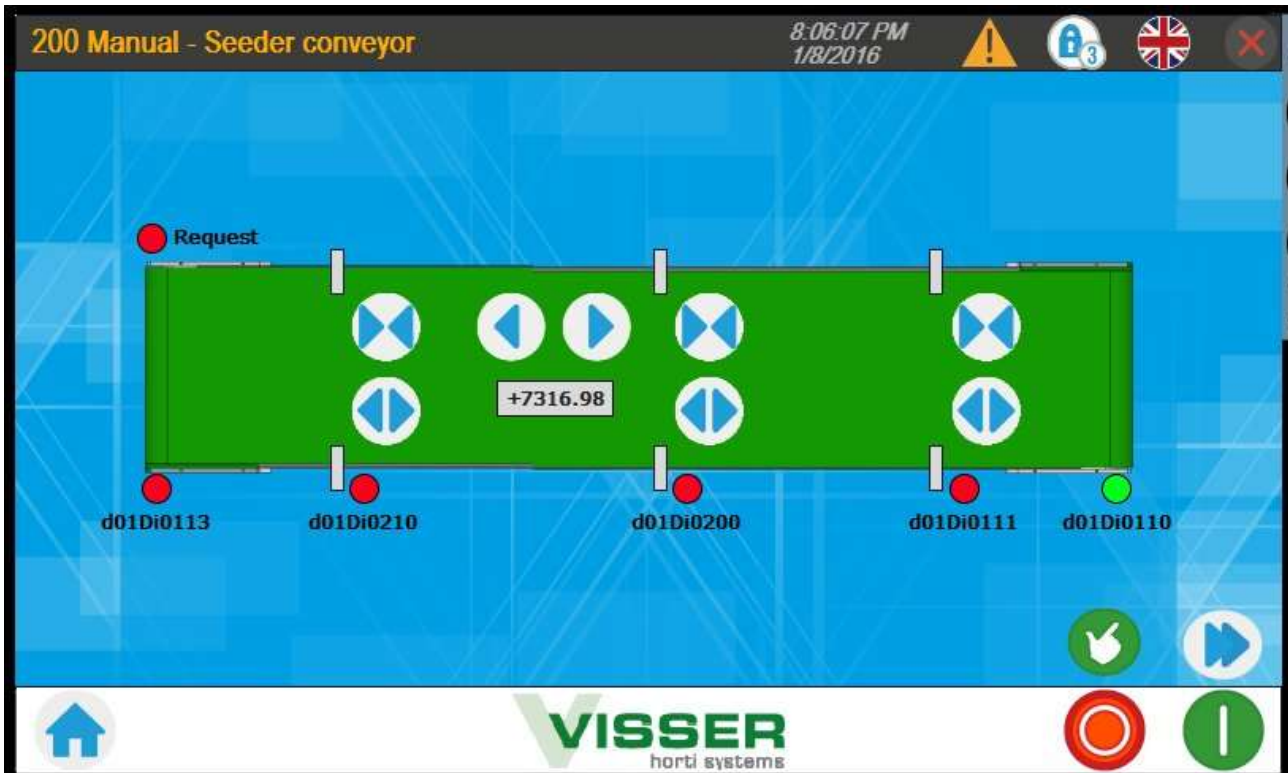 200 Manual - Seeder conveyor
8:06:07 PM
1/8/2016
3
Request
+7316.98
d01Di0113
d01Di0210
d01Di0200
d01Di0111
d01Di0110
VISSER
horti systems